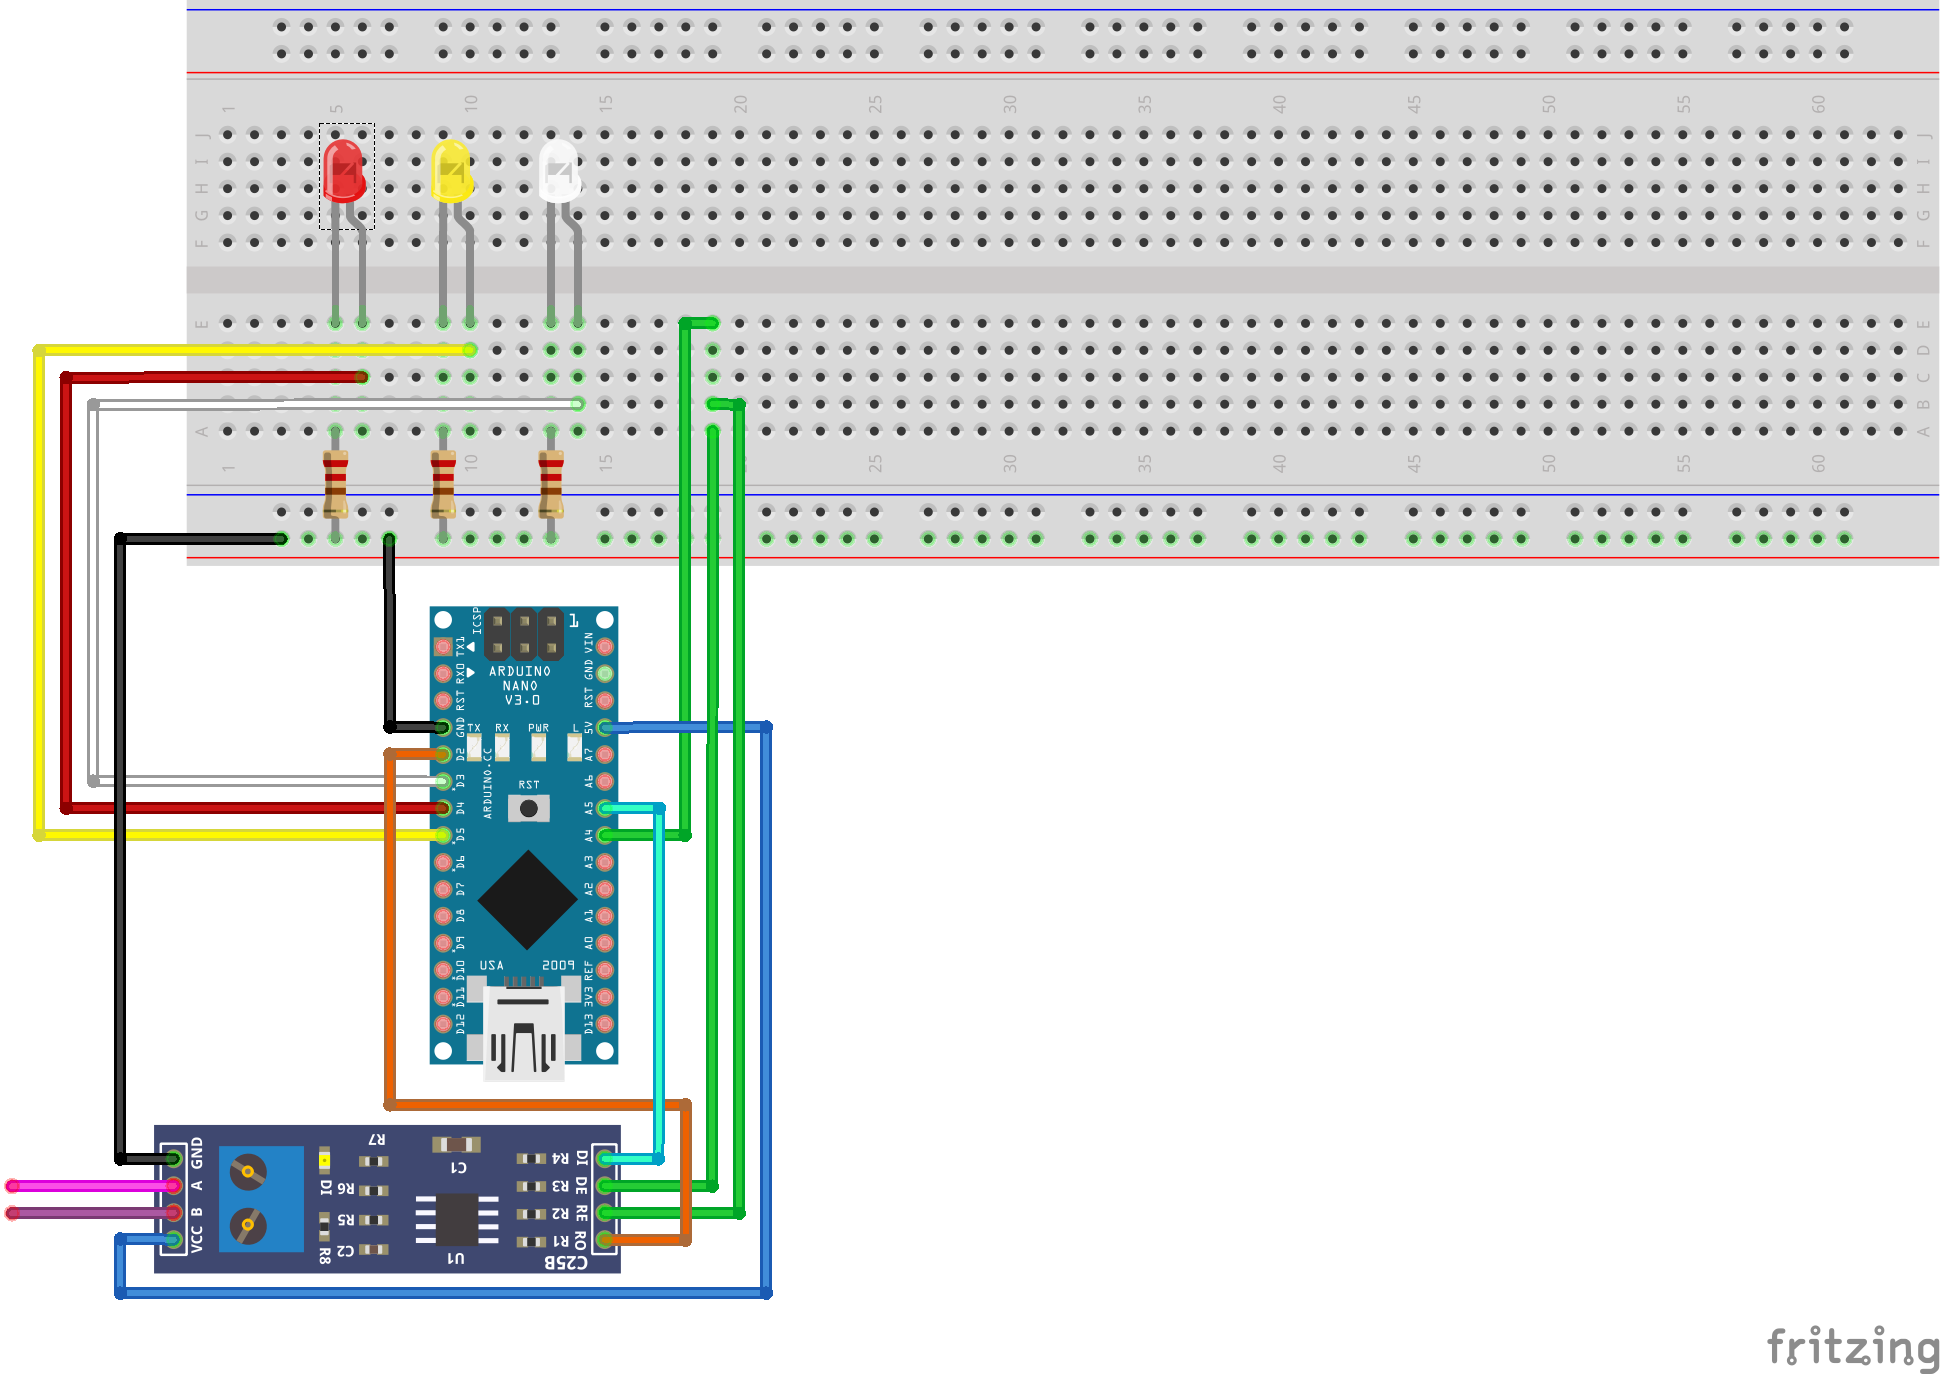 1 5 10 15 20 25 30 35 40 45 50 55 60
J J
I I
H H
G G
F F
E E
D
C
B
A A
1 10 15 25 30 35 40 45 50 55 60
ICSP 1
TX1 VIN
RX0 GND
RST RST
GND 5V
D2 A7
D3 A6
D4 A5
D5 A4
D6 A3
D7 A2
D8 A1
D9 A0
D10 REF
D11 3V3
D12 D13
ARDUINO
NANO
V3.0
TX RX PWR L
ARDUINO.CC
RST
USA 2009
GND
A
B
VCC
DI
R8
R7
R6
R5
C2
C1
U1
R4 DI
R3 DE
R2 RE
R1 RO
C25B
fritzing